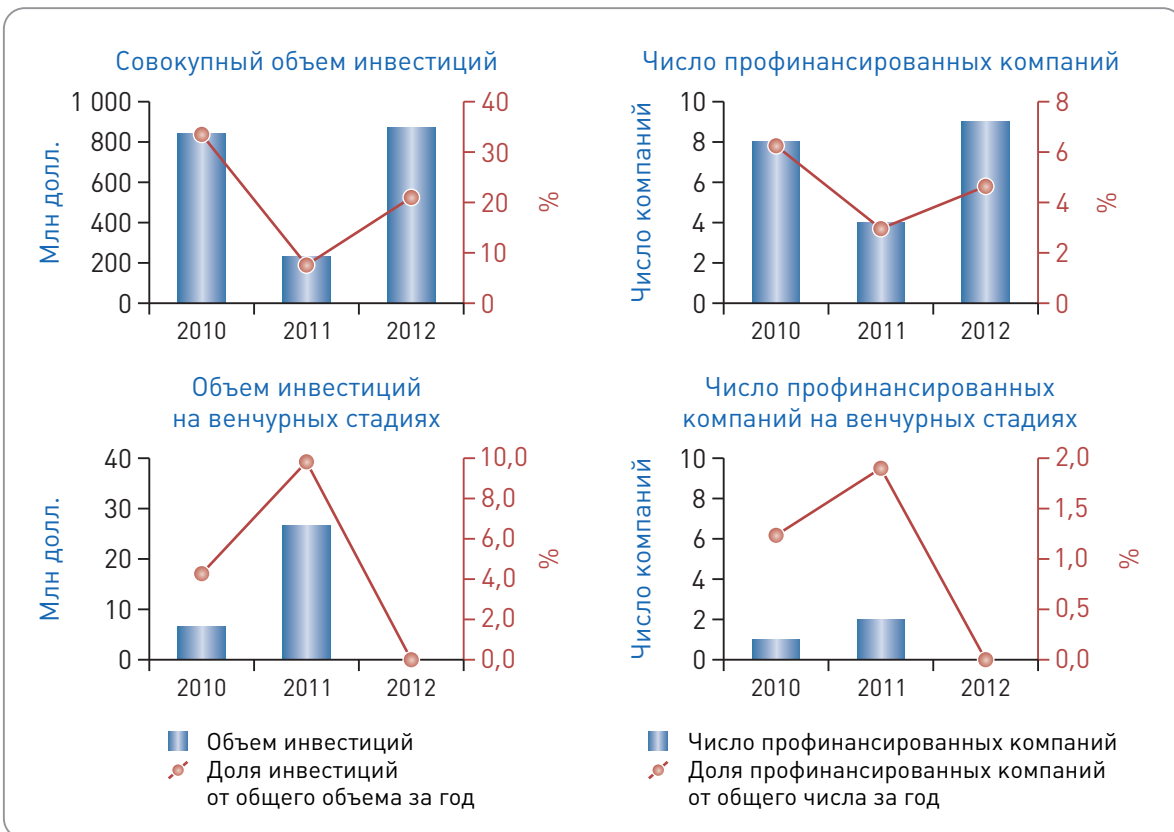 Совокупный объем инвестиций
Млн долл.
1 000
800
600
400
200
0
40
30
20
10
0
%
2010 2011 2012
Число профинансированных компаний
Число компаний
10
8
6
4
2
0
8
6
4
2
0
%
2010 2011 2012
Объем инвестиций
на венчурных стадиях
Млн долл.
40
30
20
10
0
10,0
8,0
6,0
4,0
2,0
0,0
%
2010 2011 2012
Число профинансированных
компаний на венчурных стадиях
Число компаний
10
8
6
4
2
0
2,0
1,5
1,0
0,5
0,0
%
2010 2011 2012
Объем инвестиций
Доля инвестиций
от общего объема за год
Число профинансированных компаний
Доля профинансированных компаний
от общего числа за год